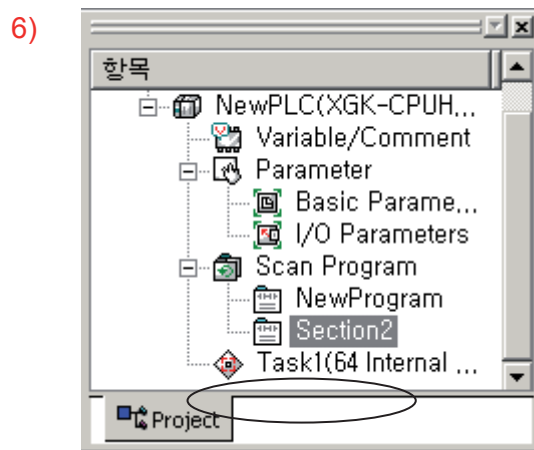 6)
항목
NewPLC(XGK-CPUH,...
Variable/Comment
Parameter
Basic Parame,...
I/O Parameters
Scan Program
NewProgram
Section2
Task1(64 Internal ...
Project